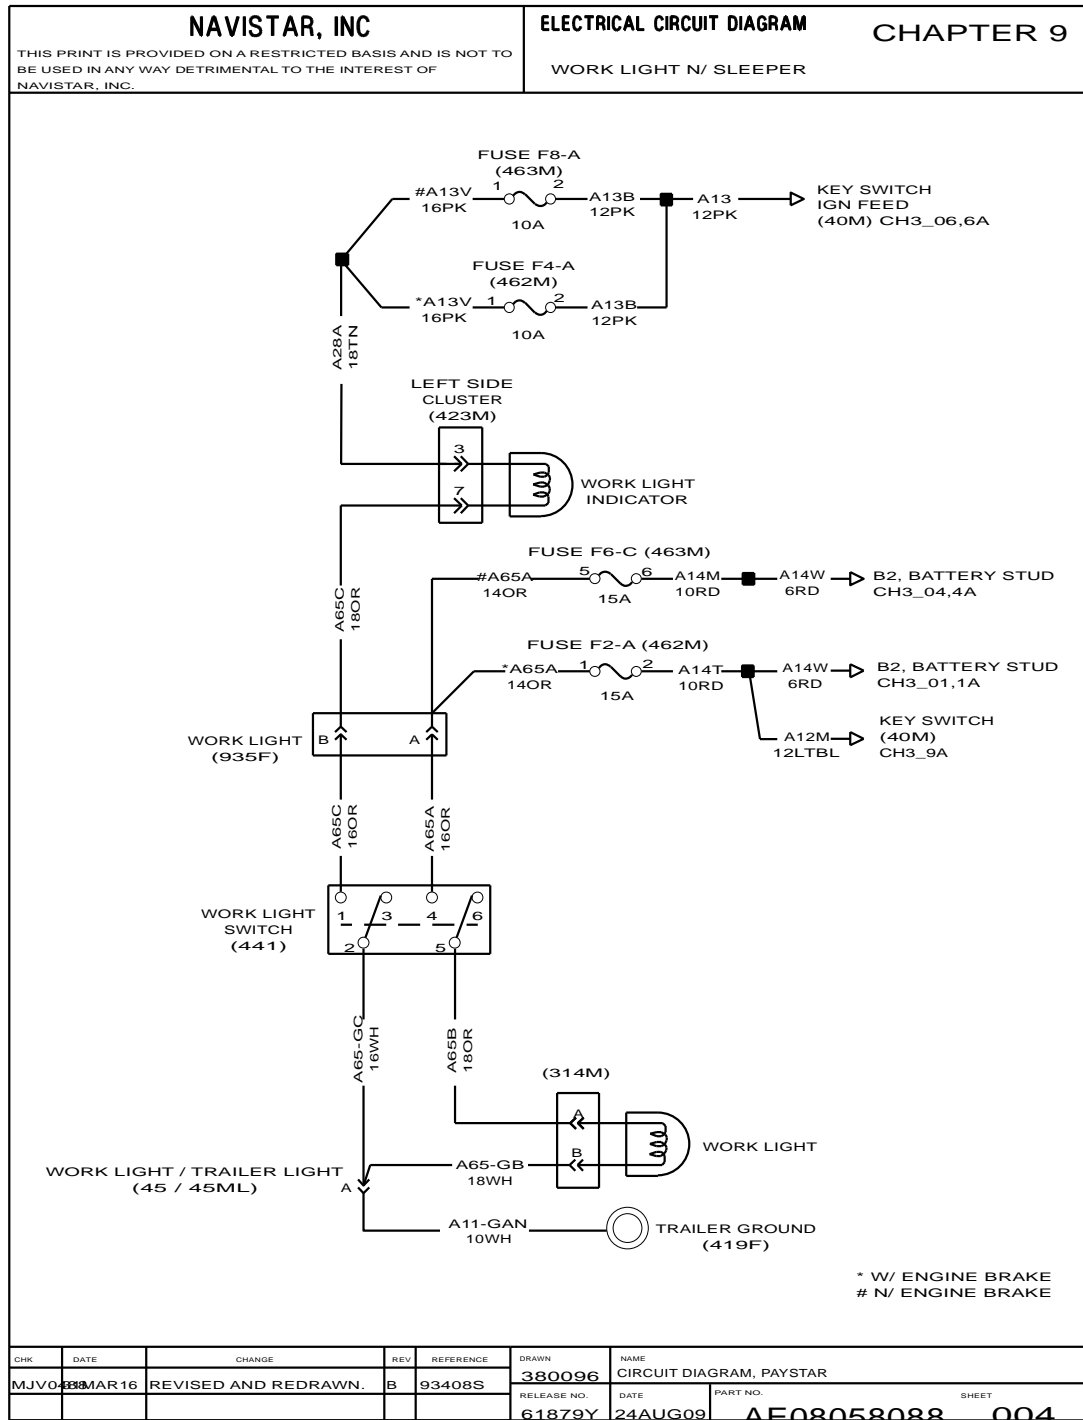 NAVISTAR, INC
THIS PRINT IS PROVIDED ON A RESTRICTED BASIS AND IS NOT TO
BE USED IN ANY WAY DETRIMENTAL TO THE INTEREST OF
NAVISTAR, INC.
ELECTRICAL CIRCUIT DIAGRAM
WORK LIGHT N/ SLEEPER
CHAPTER 9
FUSE F8-A
(463M)
#A13V
16PK
1
2
10A
A13B
12PK
A13
12PK
KEY SWITCH
IGN FEED
(40M) CH3_06,6A
FUSE F4-A
(462M)
*A13V
16PK
1
2
10A
A13B
12PK
A28A
18TN
LEFT SIDE
CLUSTER
(423M)
3
7
WORK LIGHT
INDICATOR
FUSE F6-C (463M)
#A65A
14OR
5
6
15A
A14M
10RD
A14W
6RD
B2, BATTERY STUD
CH3_04,4A
A65C
18OR
FUSE F2-A (462M)
*A65A
14OR
1
2
15A
A14T
10RD
A14W
6RD
B2, BATTERY STUD
CH3_01,1A
A12M
12LTBL
KEY SWITCH
(40M)
CH3_9A
WORK LIGHT
(935F)
B
A
A65C
16OR
A65A
16OR
WORK LIGHT
SWITCH
(441)
1
3
4
6
2
5
A65-GC
16WH
A65B
18OR
(314M)
A
B
WORK LIGHT
WORK LIGHT / TRAILER LIGHT
(45 / 45ML)
A
A65-GB
18WH
A11-GAN
10WH
TRAILER GROUND
(419F)
* W/ ENGINE BRAKE
# N/ ENGINE BRAKE
CHK
DATE
CHANGE
REV
REFERENCE
REVISED AND REDRAWN.
B
93408S
DRAWN
380096
NAME
CIRCUIT DIAGRAM, PAYSTAR
RELEASE NO.
61879Y
DATE
24AUG09
PART NO.
AE08058088
SHEET
004